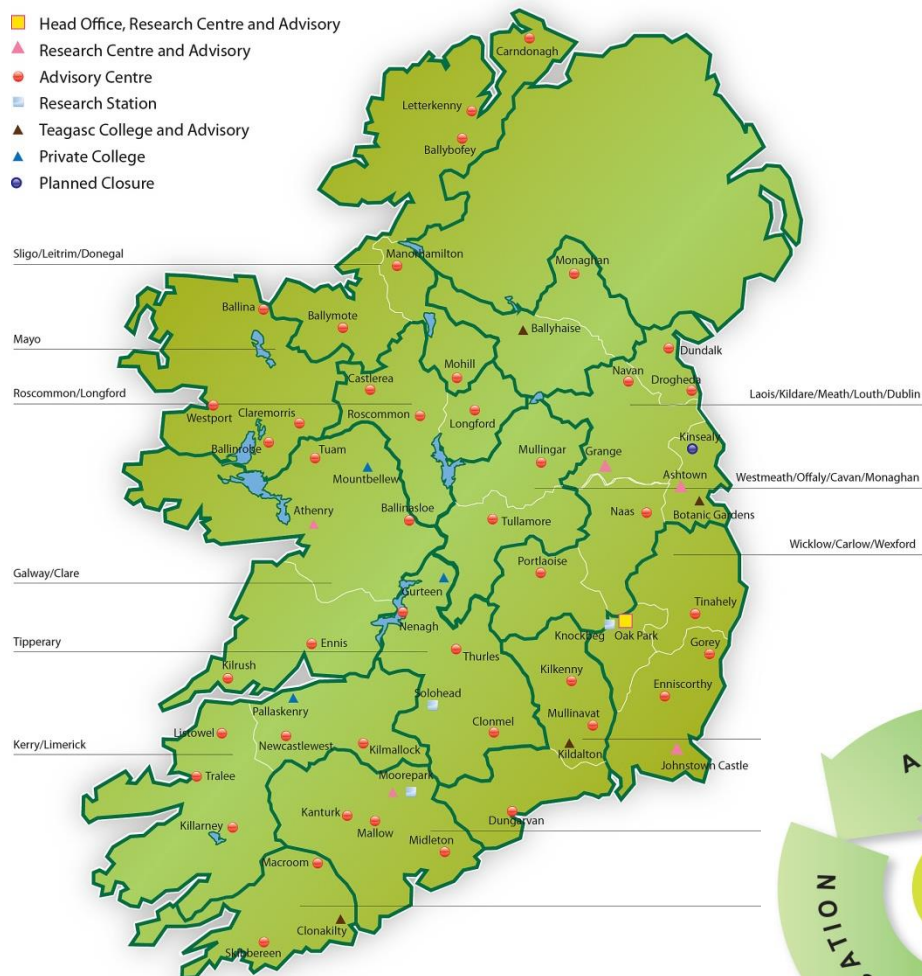 Head Office, Research Centre and Advisory
Research Centre and Advisory
Advisory Centre
Research Station
Teagasc College and Advisory
Private College
Planned Closure
Carndonagh
Letterkenny
Ballybofey
Sligo/Leitrim/Donegal
Manorhamilton
Monaghan
Ballina
Ballymote
Ballyhaise
Mayo
Dundalk
Mohill
Navan
Drogheda
Castlerea
Roscommon/Longford
Laois/Kildare/Meath/Louth/Dublin
Westport
Claremorris
Roscommon
Longford
Ballinrobe
Tuam
Mullingar
Grange
Kinsealy
Mountbellew
Ashtown
Westmeath/Offaly/Cavan/Monaghan
Athenry
Ballinasloe
Tullamore
Naas
Botanic Gardens
Wicklow/Carlow/Wexford
Portlaoise
Galway/Clare
Gurteen
Tinahely
Nenagh
Knockbeg
Oak Park
Tipperary
Ennis
Thurles
Gorey
Kilrush
Kilkenny
Enniscorthy
Solohead
Pallaskenry
Mullinavat
Listowel
Clonmel
Newcastlewest
Kilmallock
Kildalton
Kerry/Limerick
Johnstown Castle
Tralee
Moorepark
Kanturk
Dungarvan
Killarney
Mallow
Midleton
Macroom
Clonakilty
Skibbereen
A
ATION